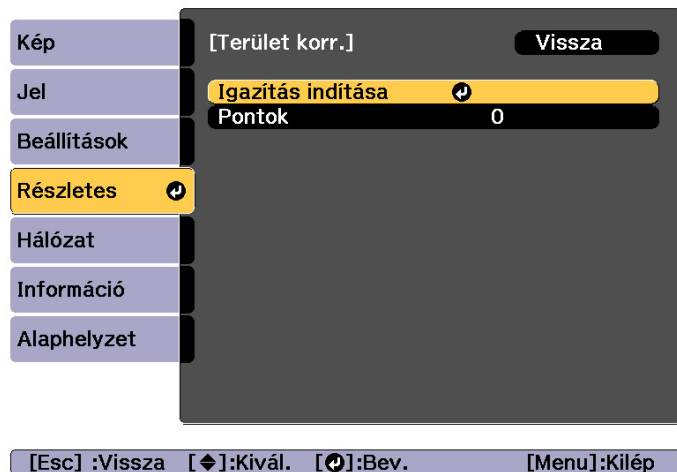 Kép
Jel
Beállítások
Részletes
Hálózat
Információ
Alaphelyzet
[Terület korr.] Vissza
Igazítás indítása
Pontok 0
[Esc] :Vissza [◆]:Kivál. [↵]:Bev. [Menu]:Kilép